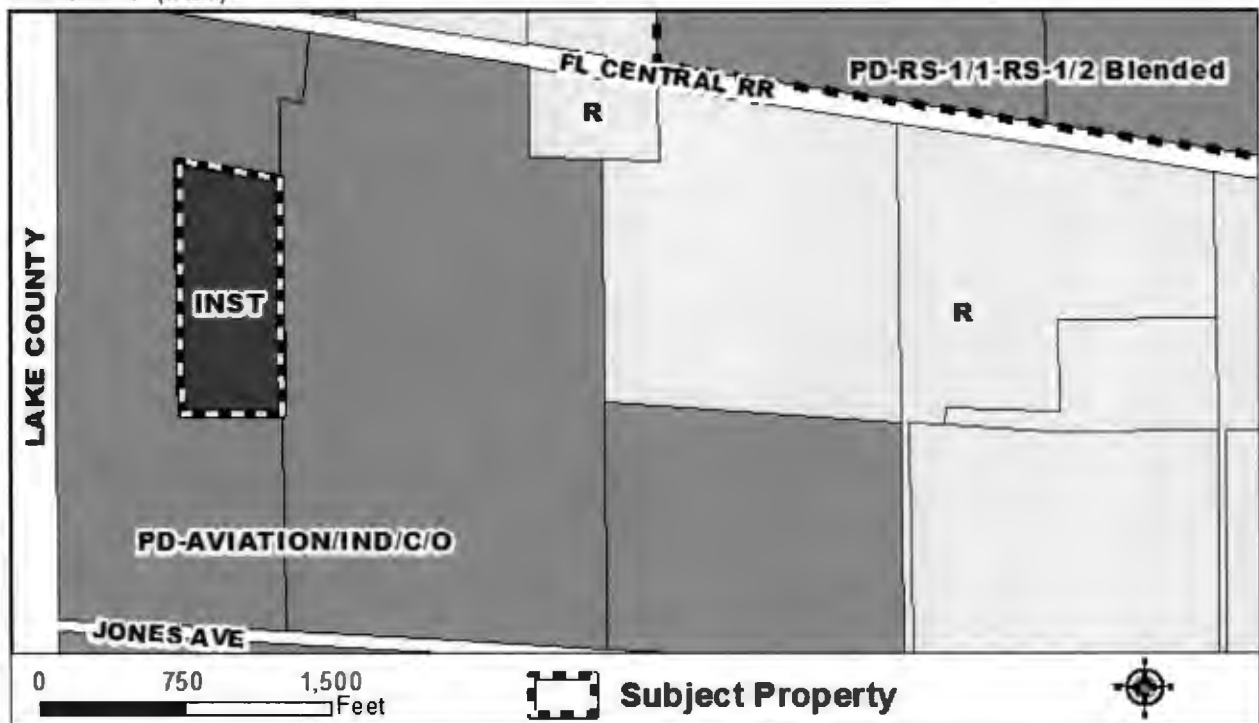 FL CENTRAL RR
PD-RS-1/1-RS-1/2 Blended
R
LAKE COUNTY
INST
R
PD-AVIATION/IND/C/O
JONES AVE
0 750 1,500
Feet
Subject Property